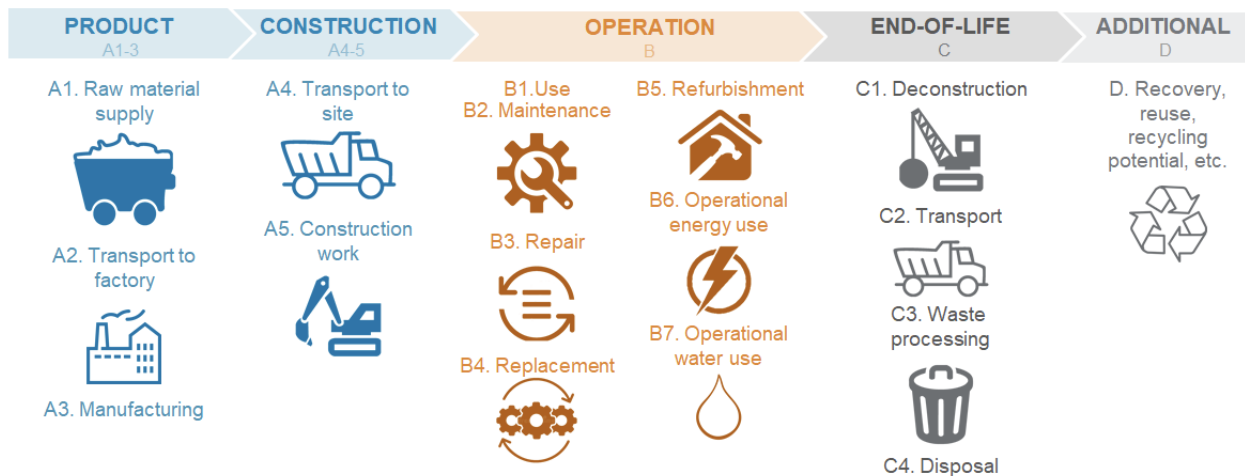 PRODUCT
A1-3
A1. Raw material
supply
A2. Transport to
factory
A3. Manufacturing
CONSTRUCTION
A4-5
A4. Transport to
site
A5. Construction
work
OPERATION
B
B1.Use
B2. Maintenance
B3. Repair
B4. Replacement
B5. Refurbishment
B6. Operational
energy use
B7. Operational
water use
END-OF-LIFE
C
C1. Deconstruction
C2. Transport
C3. Waste
processing
C4. Disposal
ADDITIONAL
D
D. Recovery,
reuse,
recycling
potential, etc.